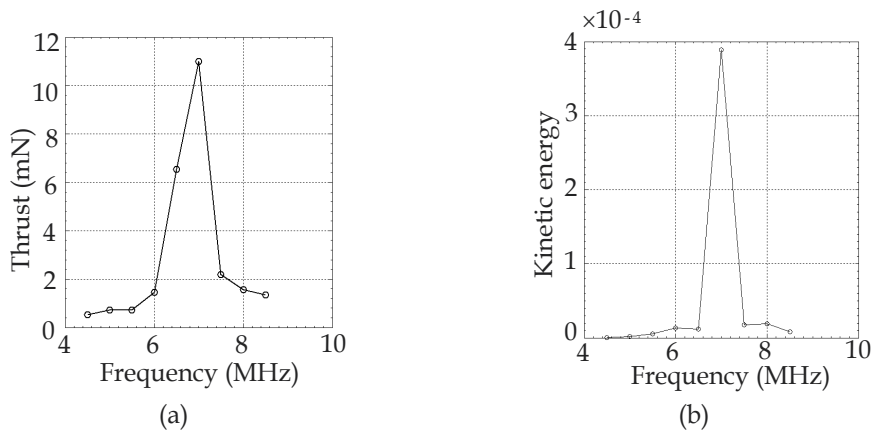 12
10
8
6
4
2
0
Thrust (mN)
4 6 8 10
Frequency (MHz)
(a)
×10⁻⁴
4
3
2
1
0
Kinetic energy
4 6 8 10
Frequency (MHz)
(b)